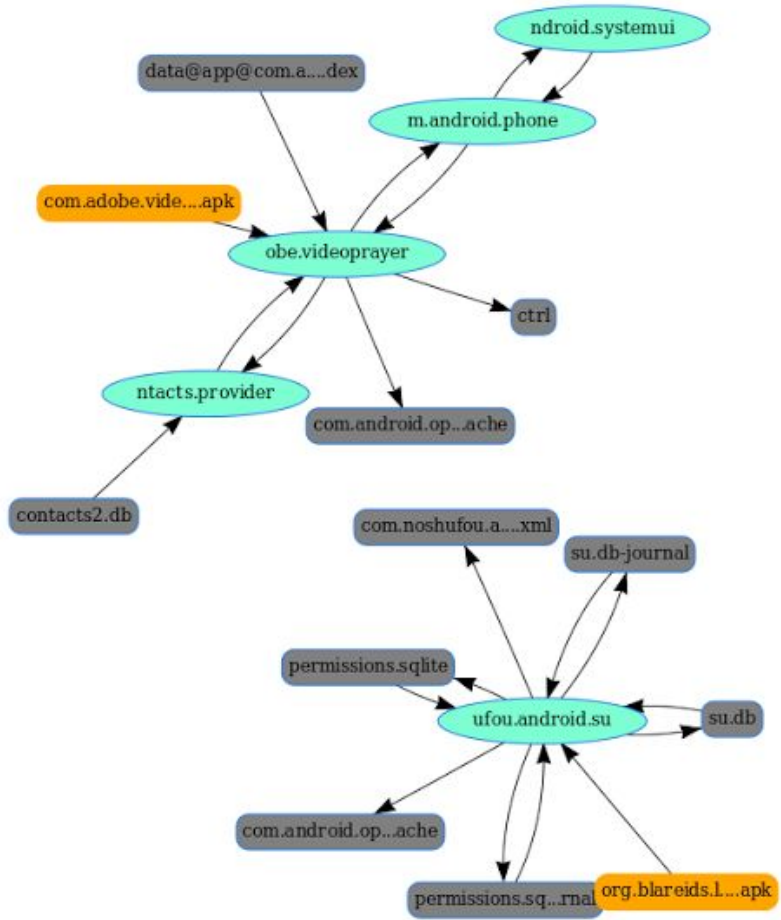 ndroid.systemui
data@app@com.a....dex
m.android.phone
com.adobe.vide....apk
obe.videoprayer
ctrl
ntacts.provider
com.android.op...ache
contacts2.db
com.noshufou.a....xml
su.db-journal
permissions.sqlite
ufou.android.su
su.db
com.android.op...ache
permissions.sq...rnal
org.blareids.l....apk